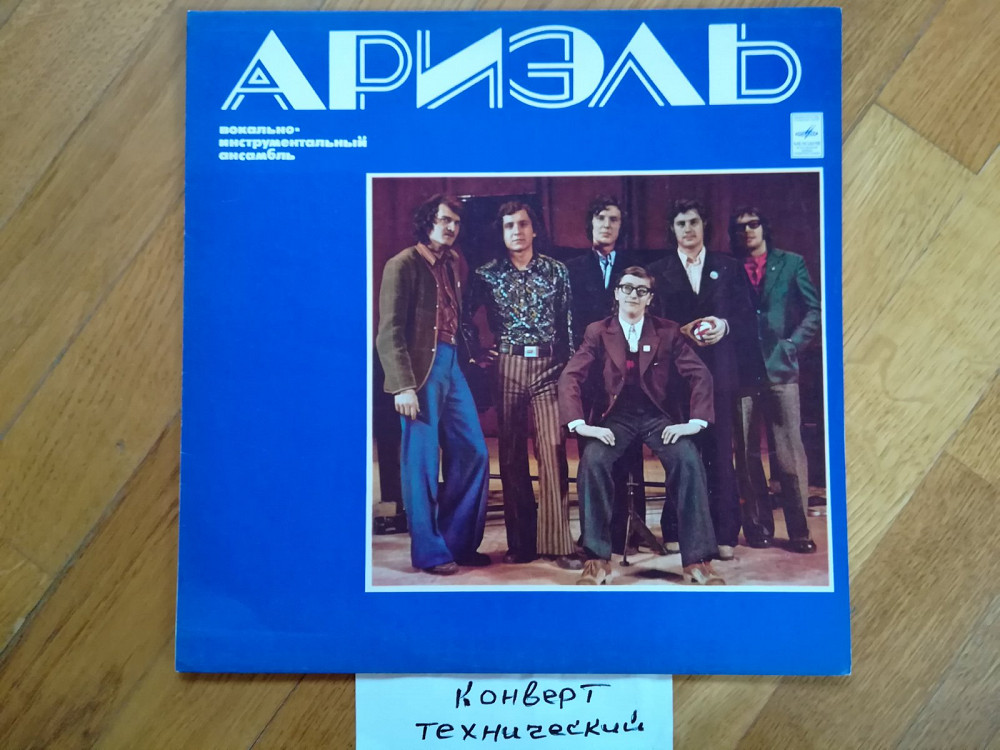 АРИЭЛЬ
вокально-
инструментальный
ансамбль
конверт
технический